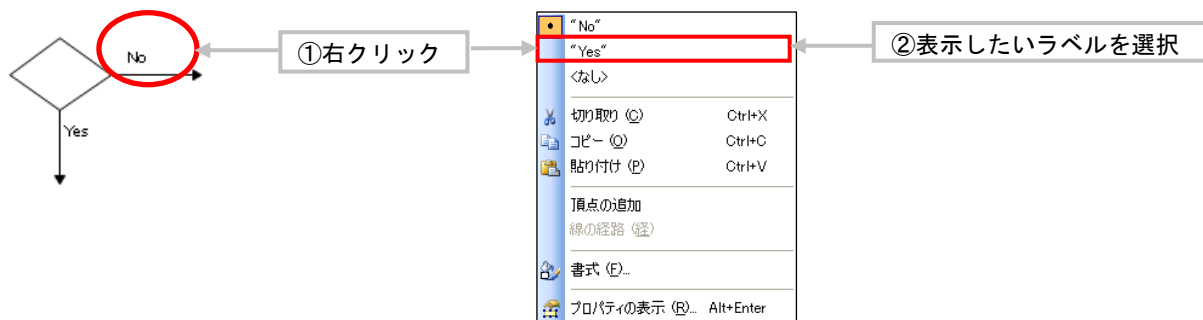 No
Yes
①右クリック
"No"
"Yes"
<なし>
切り取り (C) Ctrl+X
コピー (O) Ctrl+C
貼り付け (P) Ctrl+V
頂点の追加
線の経路 (経)
書式 (F)...
プロパティの表示 (R)... Alt+Enter
②表示したいラベルを選択